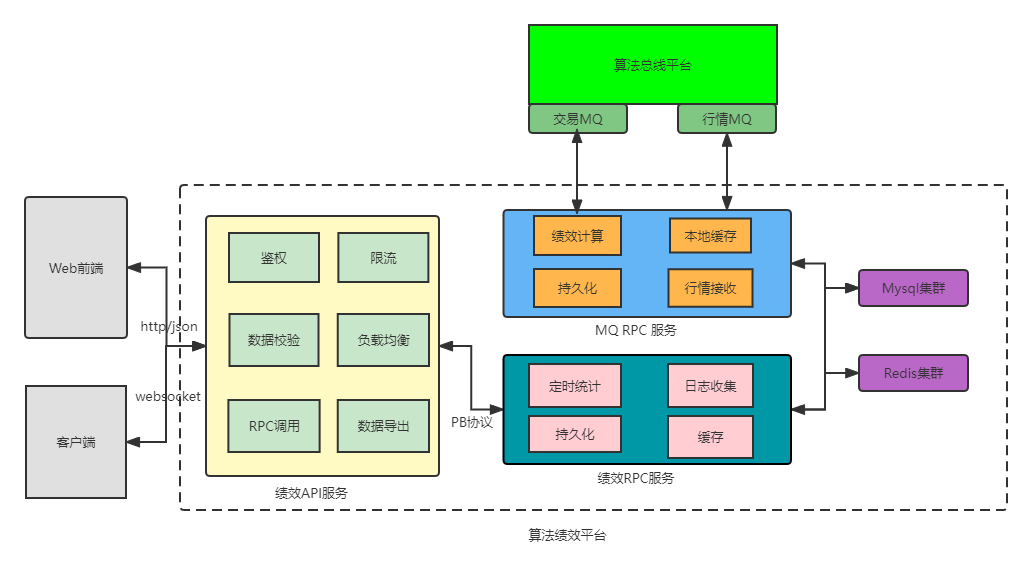 算法总线平台
交易MQ
行情MQ
Web前端
http/json
websocket
客户端
鉴权
限流
数据校验
负载均衡
RPC调用
数据导出
绩效API服务
PB协议
绩效计算
本地缓存
持久化
行情接收
MQ RPC 服务
定时统计
日志收集
持久化
缓存
绩效RPC服务
Mysql集群
Redis集群
算法绩效平台